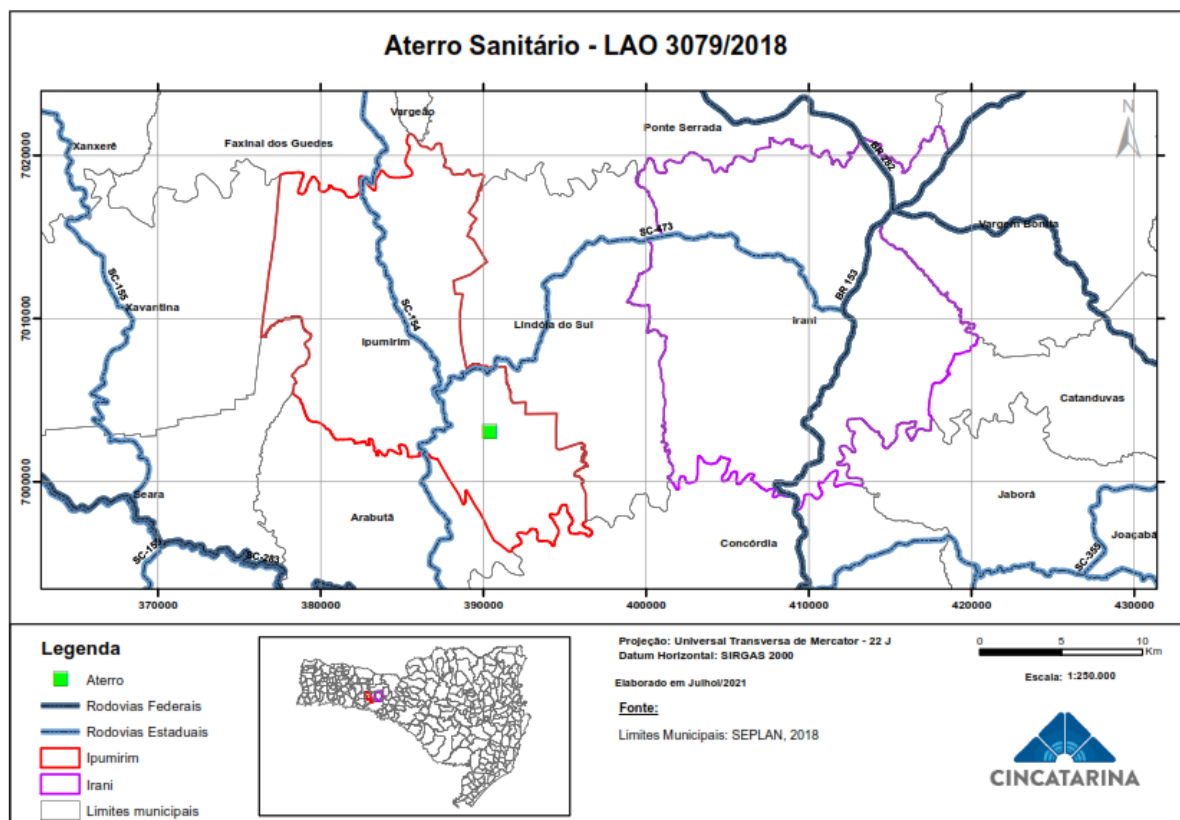 Aterro Sanitário - LAO 3079/2018
N
7020000
7010000
7000000
Vargeão
Xanxerê
Faxinal dos Guedes
Ponte Serrada
BR 282
Vargem Bonita
SC-473
SC-155
Xavantina
SC-154
BR 153
Lindóia do Sul
Irani
Ipumirim
Catanduvas
Seara
Arabutã
Jaborá
Concórdia
Joaçaba
SC-155
SC-283
SC-355
370000
380000
390000
400000
410000
420000
430000
Legenda
Aterro
Rodovias Federais
Rodovias Estaduais
Ipumirim
Irani
Limites municipais
Projeção: Universal Transversa de Mercator - 22 J
Datum Horizontal: SIRGAS 2000
Elaborado em Julhol/2021
Fonte:
Limites Municipais: SEPLAN, 2018
0 5 10
Km
Escala: 1:250.000
CINCATARINA